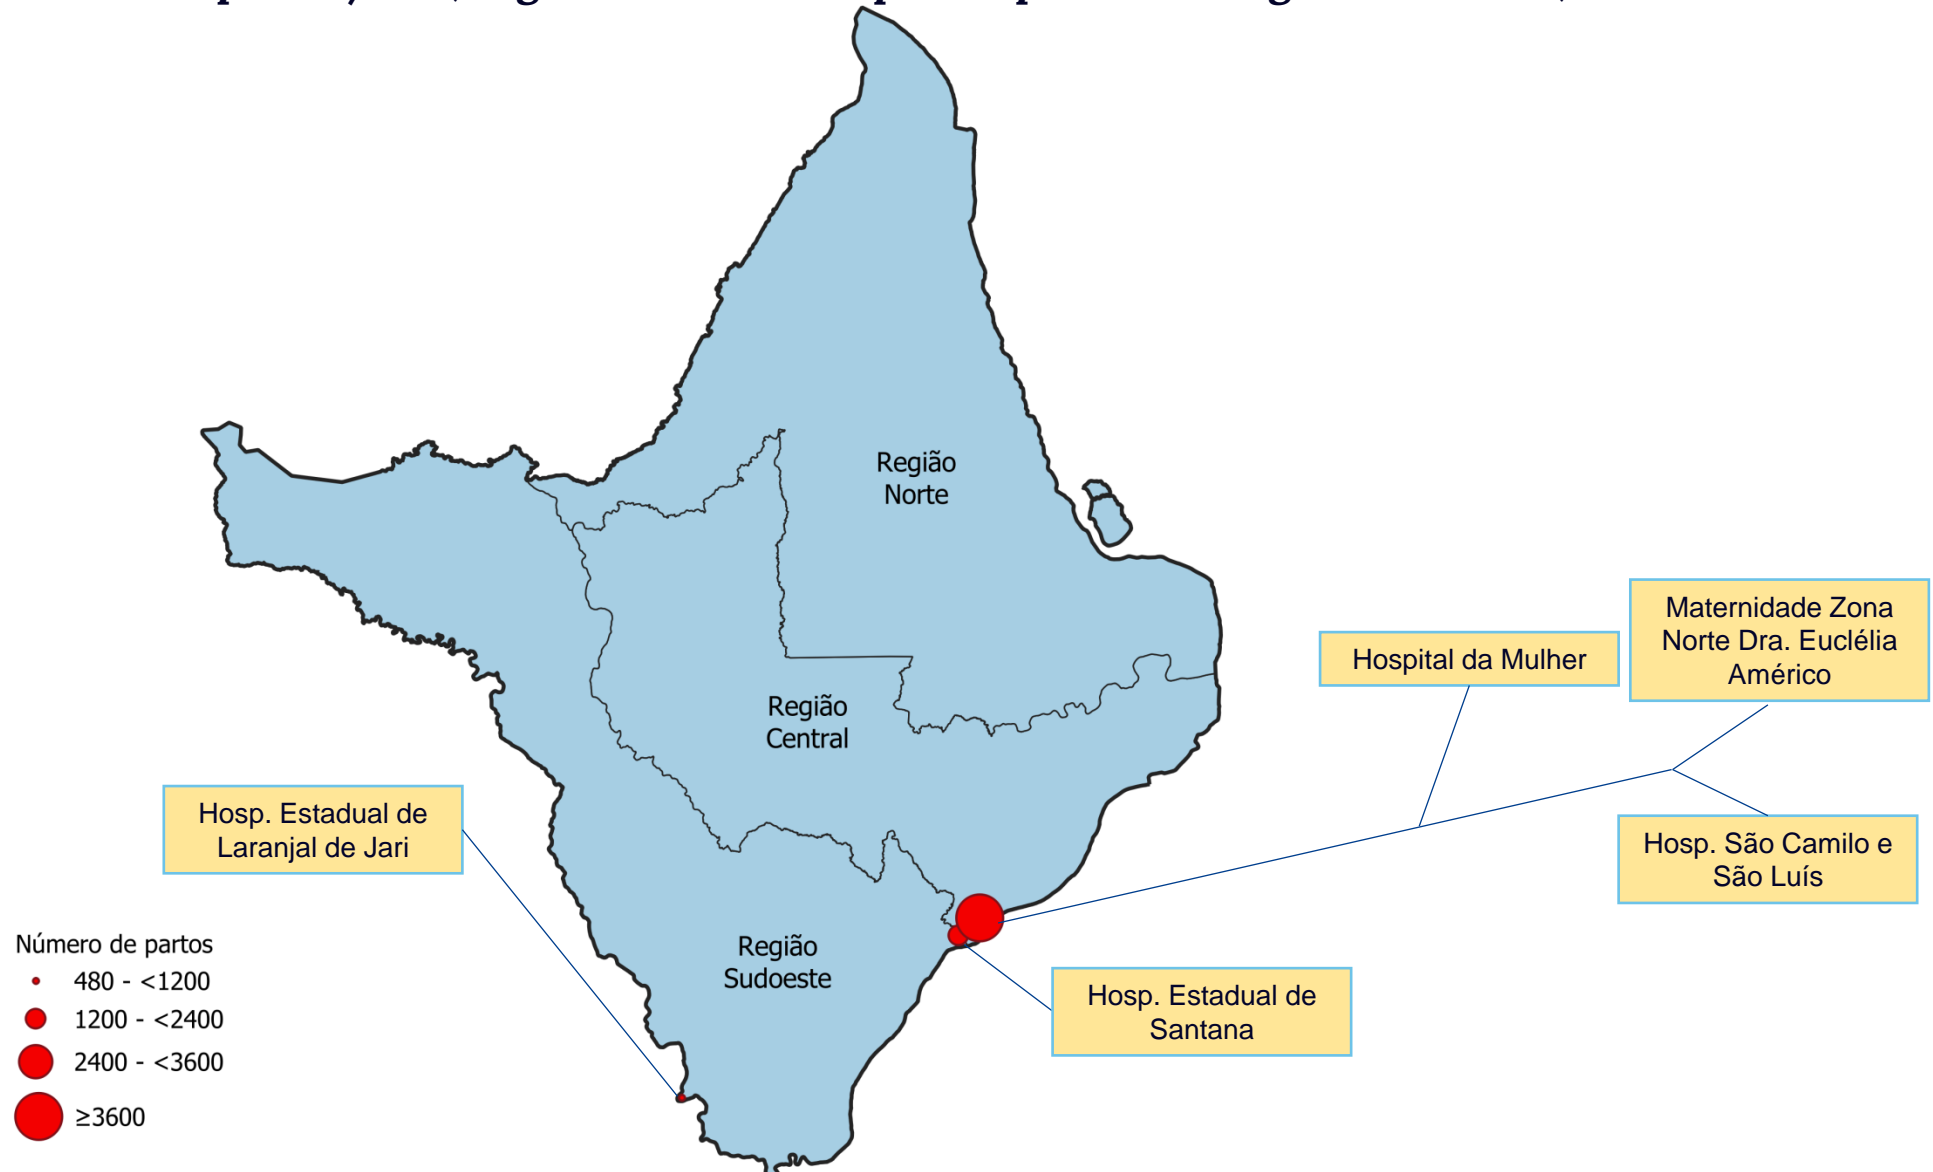 Região
Norte
Maternidade Zona
Norte Dra. Euclélia
Américo
Hospital da Mulher
Região
Central
Hosp. Estadual de
Laranjal de Jari
Hosp. São Camilo e
São Luís
Região
Sudoeste
Hosp. Estadual de
Santana
Número de partos
480 - <1200
1200 - <2400
2400 - <3600
≥3600